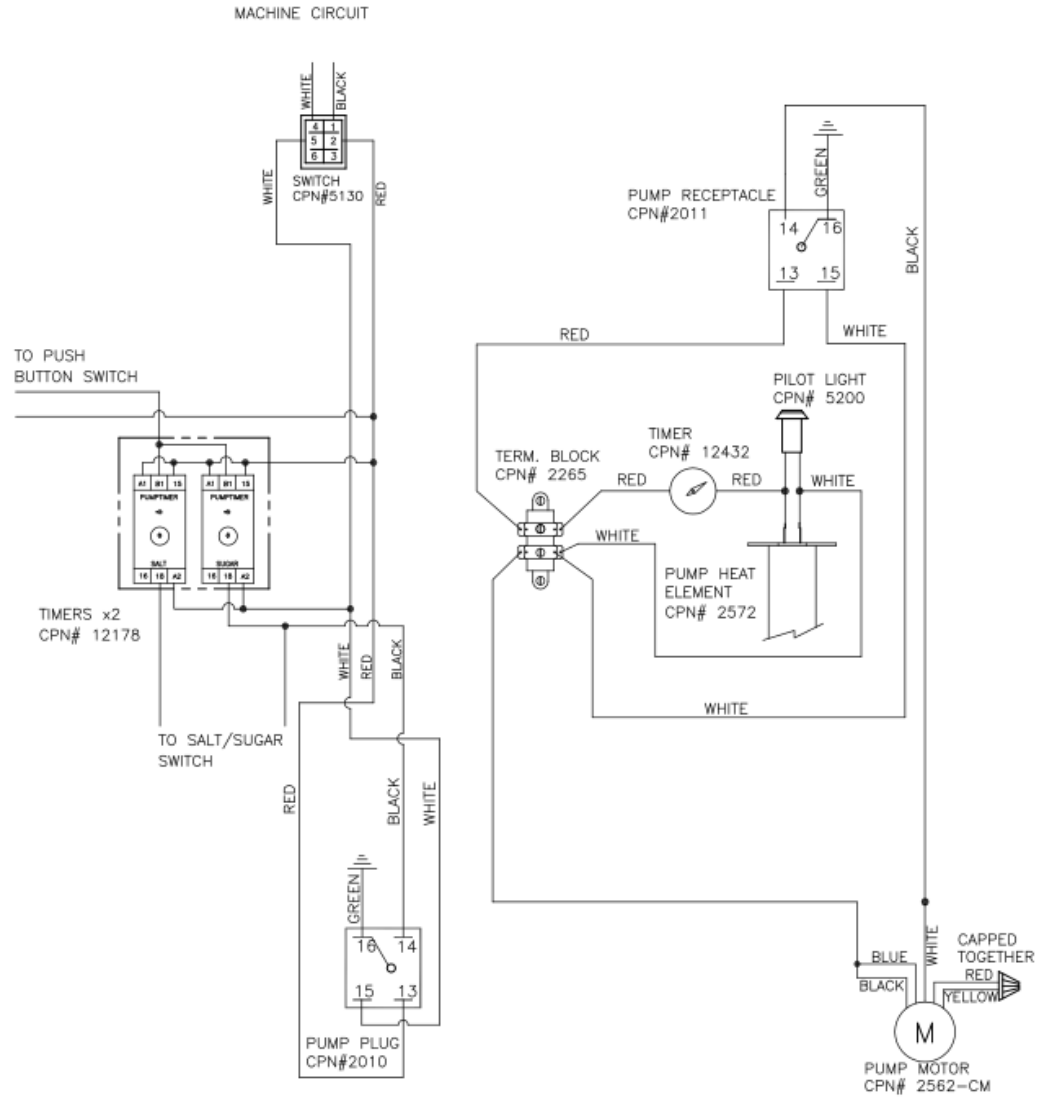 MACHINE CIRCUIT
WHITE
BLACK
4 1
5 2
6 3
SWITCH
CPN#5130
WHITE
RED
TO PUSH
BUTTON SWITCH
A1 B1 15
PUMPTIMER
SALT
16 18 A2
A1 B1 15
PUMPTIMER
SUGAR
16 18 A2
TIMERS x2
CPN# 12178
WHITE
RED
BLACK
TO SALT/SUGAR
SWITCH
RED
BLACK
WHITE
GREEN
16 14
15 13
PUMP PLUG
CPN#2010
PUMP RECEPTACLE
CPN#2011
GREEN
14 16
13 15
BLACK
RED
WHITE
PILOT LIGHT
CPN# 5200
TIMER
CPN# 12432
TERM. BLOCK
CPN# 2265
RED
RED
WHITE
WHITE
PUMP HEAT
ELEMENT
CPN# 2572
WHITE
BLUE
BLACK
WHITE
CAPPED
TOGETHER
RED
YELLOW
M
PUMP MOTOR
CPN# 2562-CM